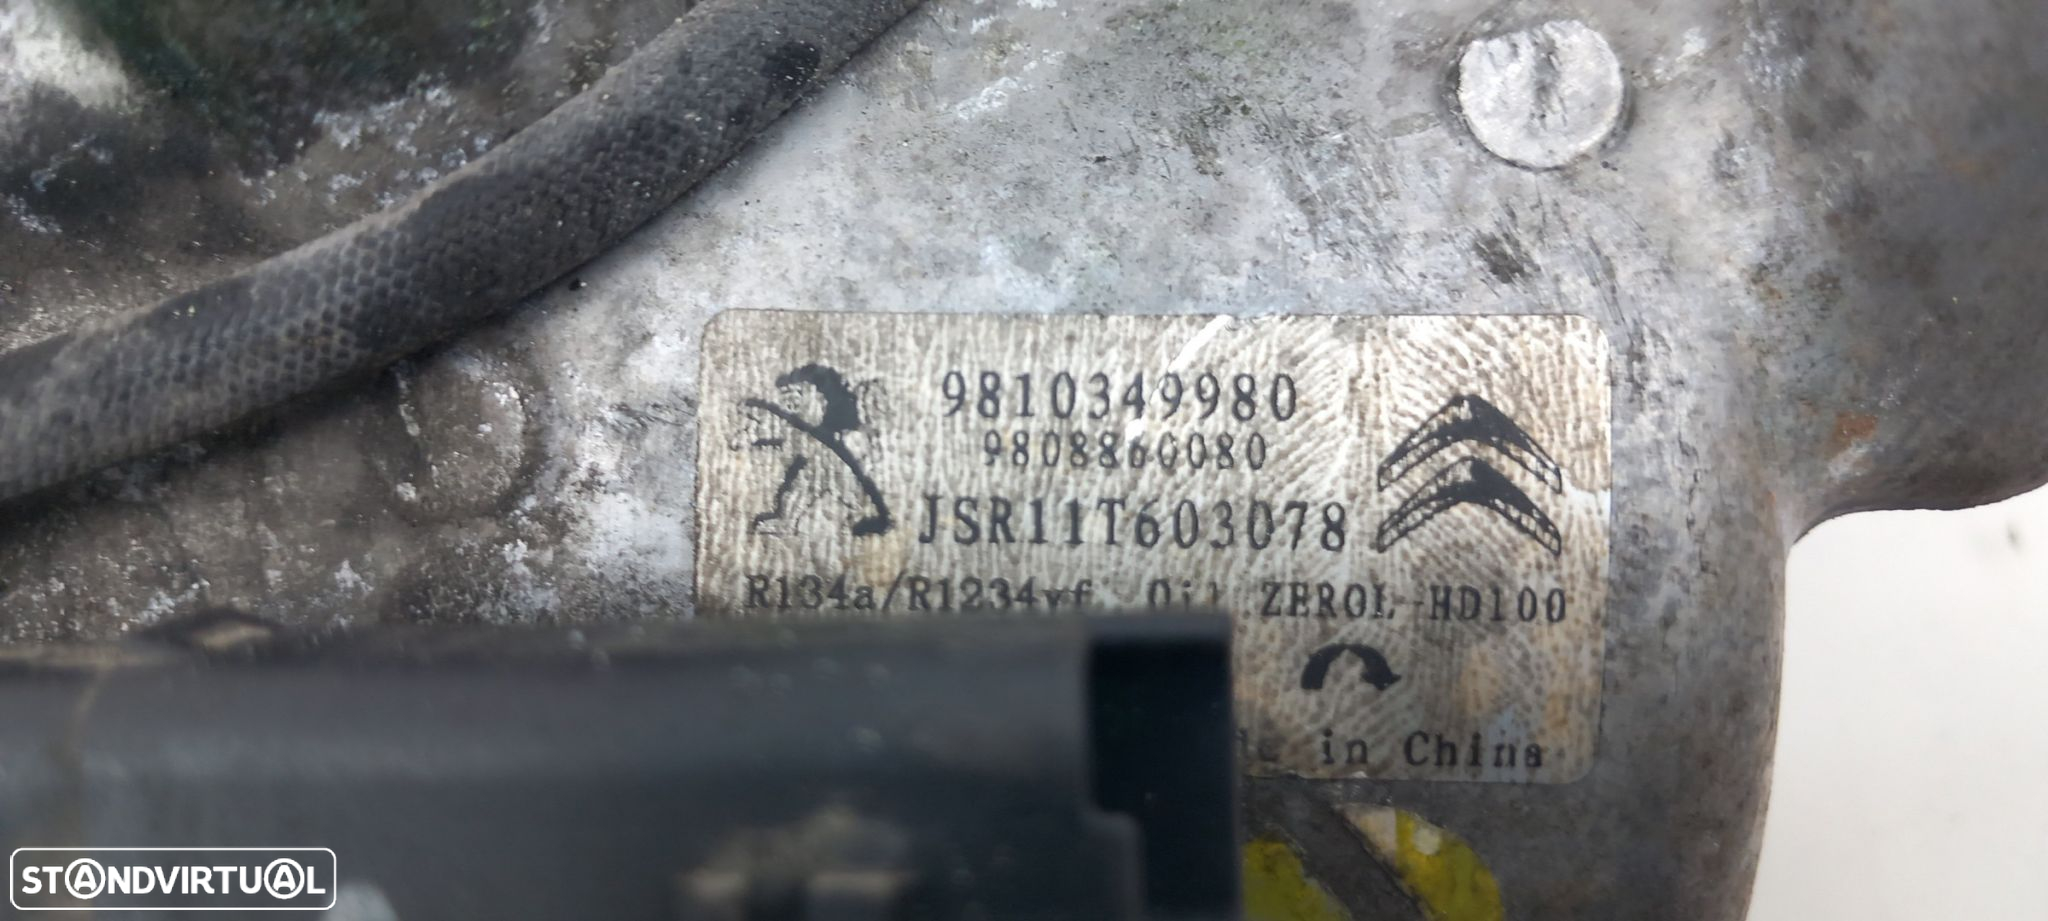 9810349980
9808860080
JSR11T603078
R134a/R1234yf Oil ZEROL HD100
in China
STANDVIRTUAL